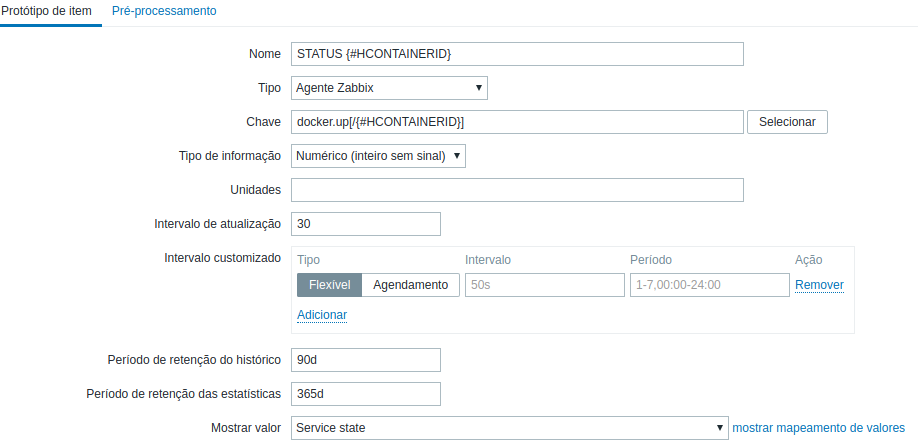 Protótipo de item Pré-processamento
Nome STATUS {#HCONTAINERID}
Tipo Agente Zabbix
Chave docker.up[/{#HCONTAINERID}] Selecionar
Tipo de informação Numérico (inteiro sem sinal)
Unidades
Intervalo de atualização 30
Intervalo customizado Tipo Intervalo Período Ação
Flexível Agendamento 50s 1-7,00:00-24:00 Remover
Adicionar
Período de retenção do histórico 90d
Período de retenção das estatísticas 365d
Mostrar valor Service state mostrar mapeamento de valores